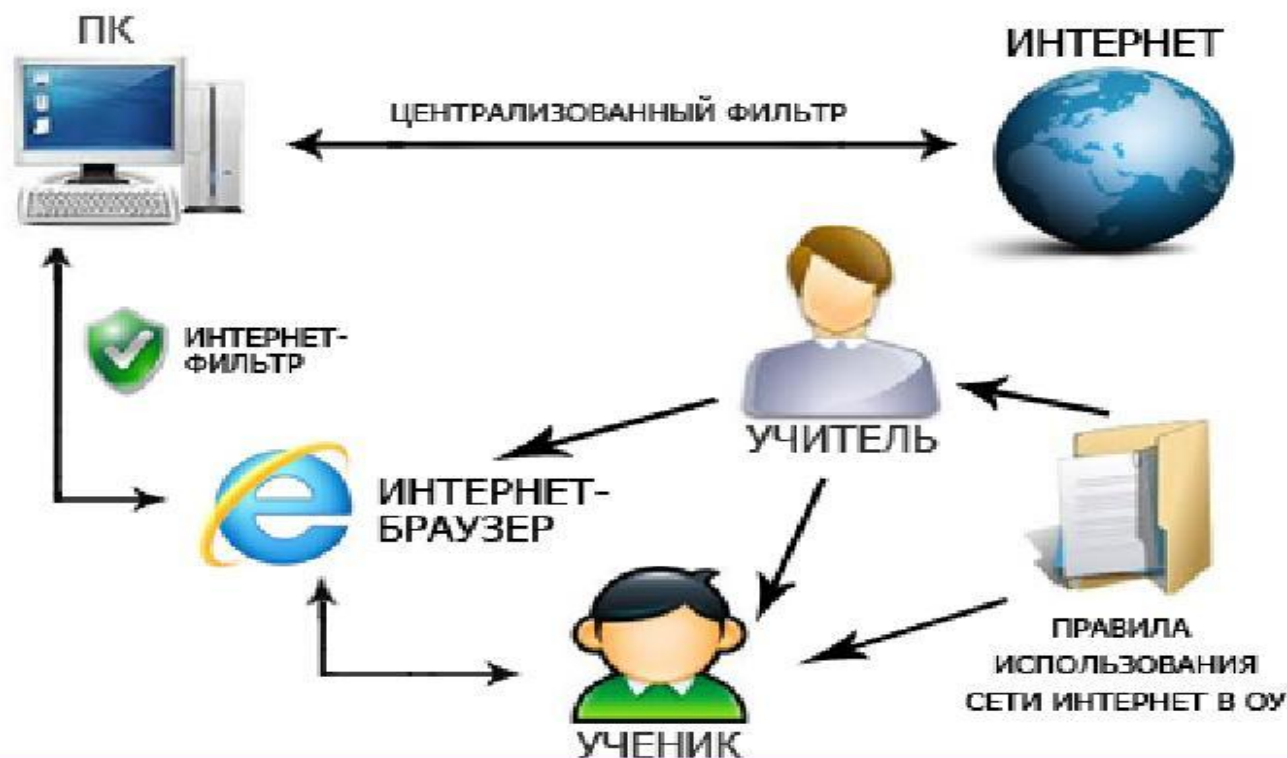 ПК
ИНТЕРНЕТ
ЦЕНТРАЛИЗОВАННЫЙ ФИЛЬТР
ИНТЕРНЕТ-
ФИЛЬТР
УЧИТЕЛЬ
ИНТЕРНЕТ-
БРАУЗЕР
ПРАВИЛА
ИСПОЛЬЗОВАНИЯ
СЕТИ ИНТЕРНЕТ В ОУ
УЧЕНИК